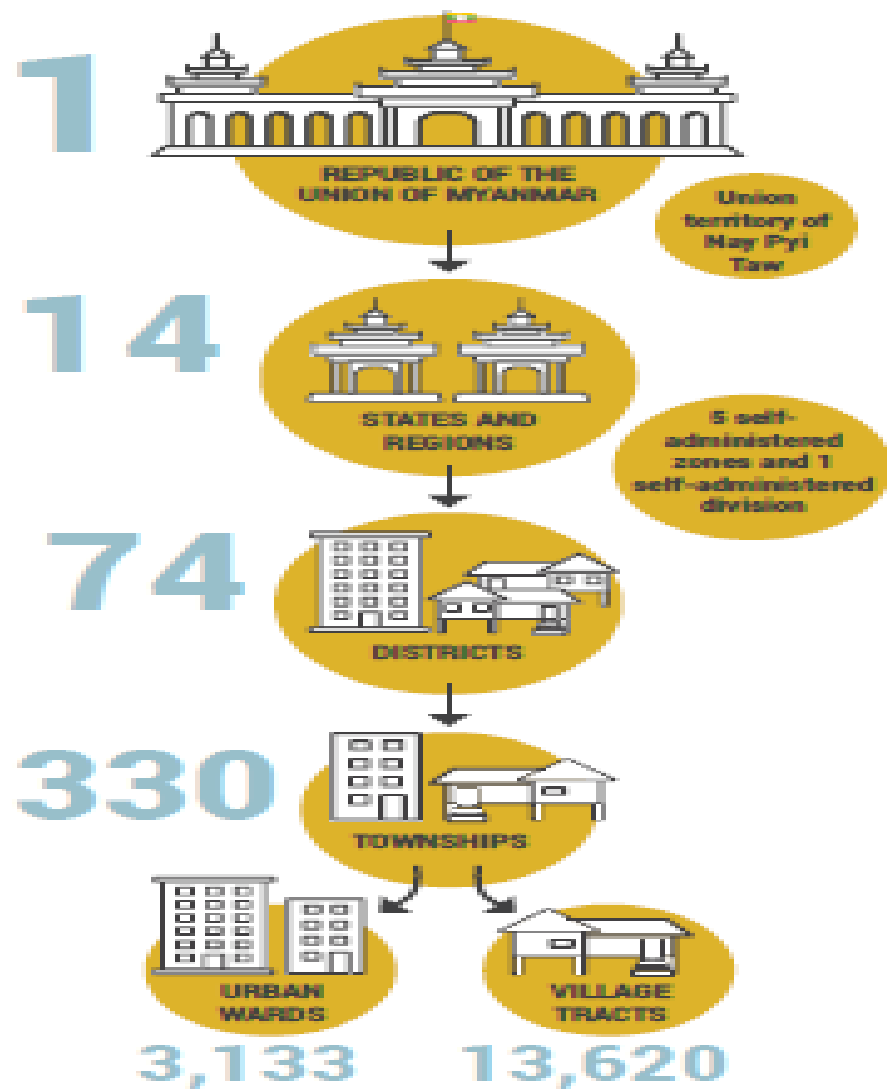 1
REPUBLIC OF THE
UNION OF MYANMAR
Union
territory of
Nay Pyi
Taw
14
STATES AND
REGIONS
5 self-
administered
zones and 1
self-administered
division
74
DISTRICTS
330
TOWNSHIPS
URBAN
WARDS
3,133
VILLAGE
TRACTS
13,620